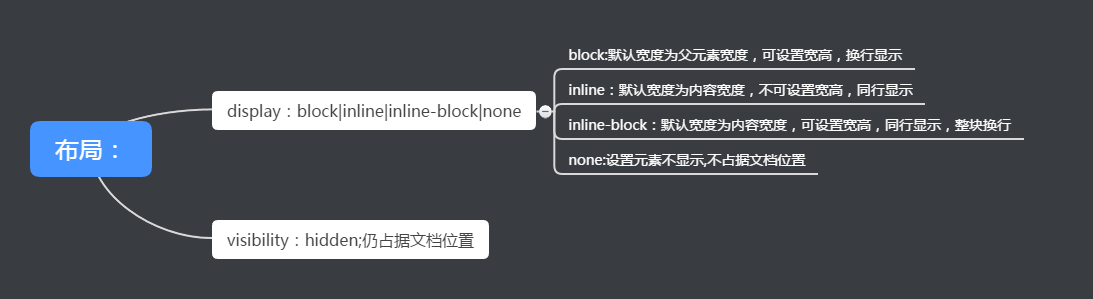 布局：
display：block|inline|inline-block|none
block:默认宽度为父元素宽度，可设置宽高，换行显示
inline：默认宽度为内容宽度，不可设置宽高，同行显示
inline-block：默认宽度为内容宽度，可设置宽高，同行显示，整块换行
none:设置元素不显示,不占据文档位置
visibility：hidden;仍占据文档位置